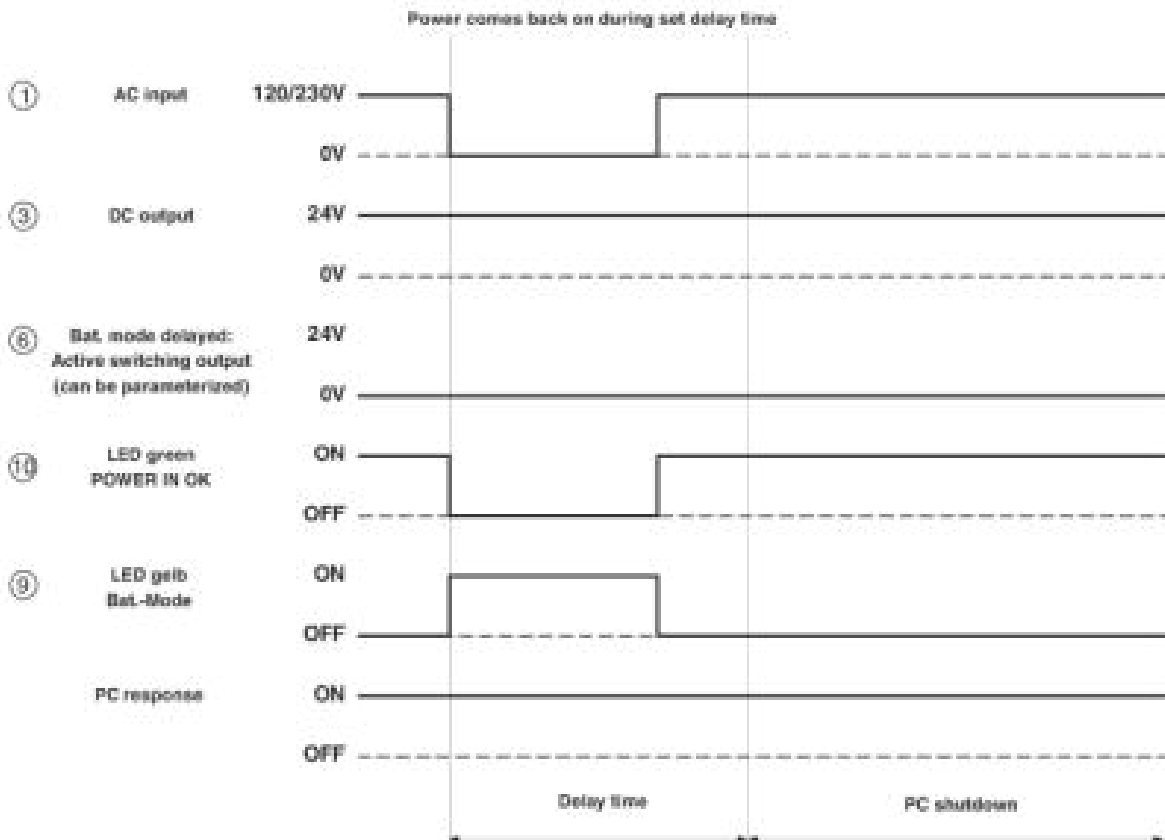 Power comes back on during set delay time
① AC input 120/230V
0V
③ DC output 24V
0V
⑥ Bat. mode delayed: 24V
Active switching output
(can be parameterized)
0V
⑩ LED green ON
POWER IN OK
OFF
⑨ LED gelb ON
Bat.-Mode
OFF
PC response ON
OFF
Delay time PC shutdown